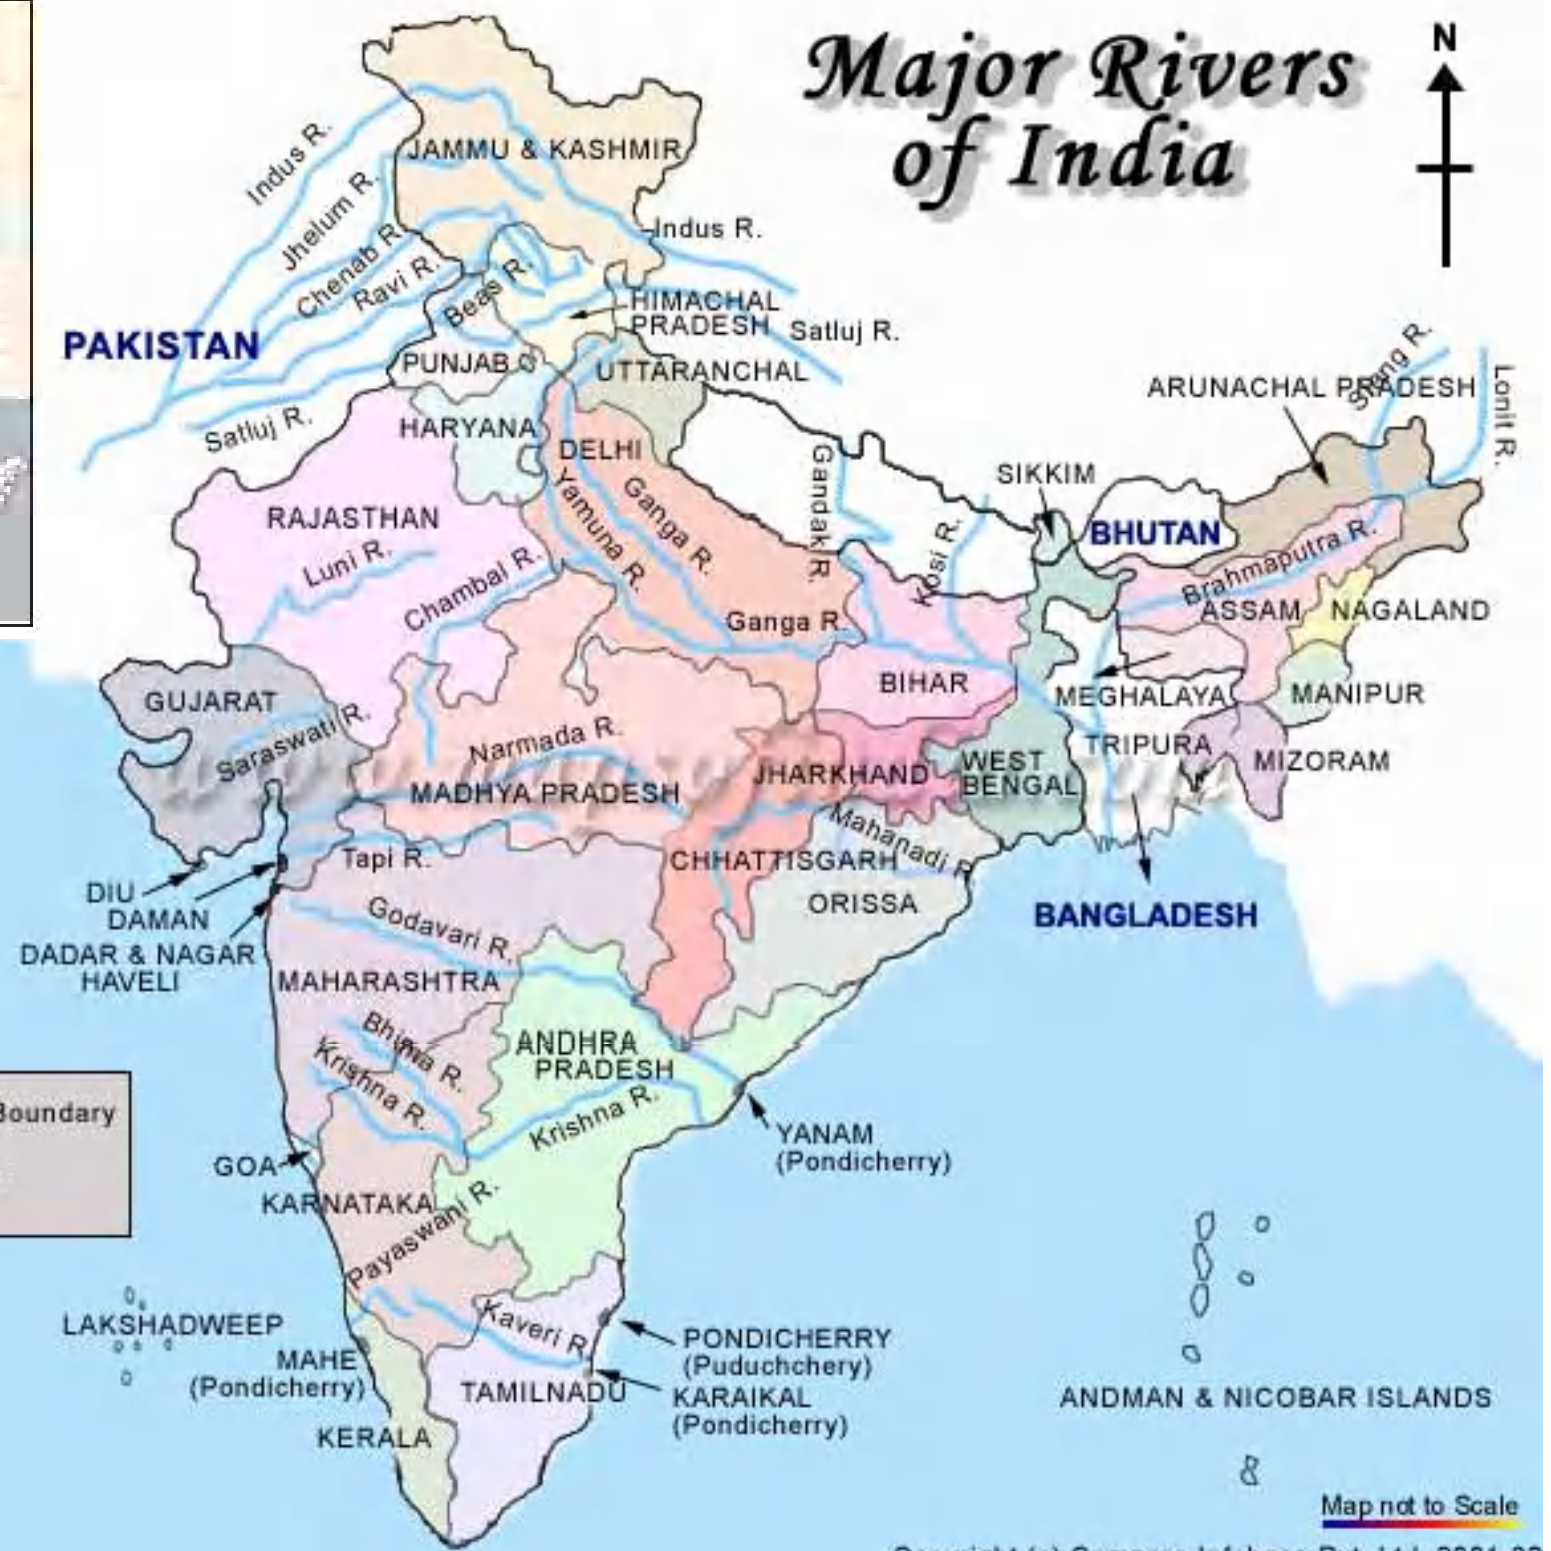 Major Rivers
of India
N
Indus R.
JAMMU & KASHMIR
Jhelum R.
Indus R.
Chenab R.
Ravi R.
Beas R.
HIMACHAL
PRADESH
Satluj R.
PAKISTAN
PUNJAB
UTTARANCHAL
ARUNACHAL PRADESH
Lohit R.
Satluj R.
HARYANA
DELHI
Gandak R.
SIKKIM
Yamuna R.
Ganga R.
RAJASTHAN
BHUTAN
Luni R.
Kosi R.
Brahmaputra R.
Chambal R.
ASSAM
NAGALAND
Ganga R.
BIHAR
GUJARAT
MEGHALAYA
MANIPUR
Saraswati R.
Narmada R.
TRIPURA
MIZORAM
JHARKHAND
WEST
BENGAL
MADHYA PRADESH
Mahanadi R
Tapi R.
CHHATTISGARH
DIU
ORISSA
DAMAN
Godavari R.
BANGLADESH
DADAR & NAGAR
HAVELI
MAHARASHTRA
Bhima R.
ANDHRA
PRADESH
Krishna R.
Boundary
Krishna R.
YANAM
(Pondicherry)
GOA
KARNATAKA
Payaswani R.
LAKSHADWEEP
Kaveri R
PONDICHERRY
(Puduchchery)
MAHE
(Pondicherry)
TAMILNADU
KARAIKAL
(Pondicherry)
ANDMAN & NICOBAR ISLANDS
KERALA
Map not to Scale